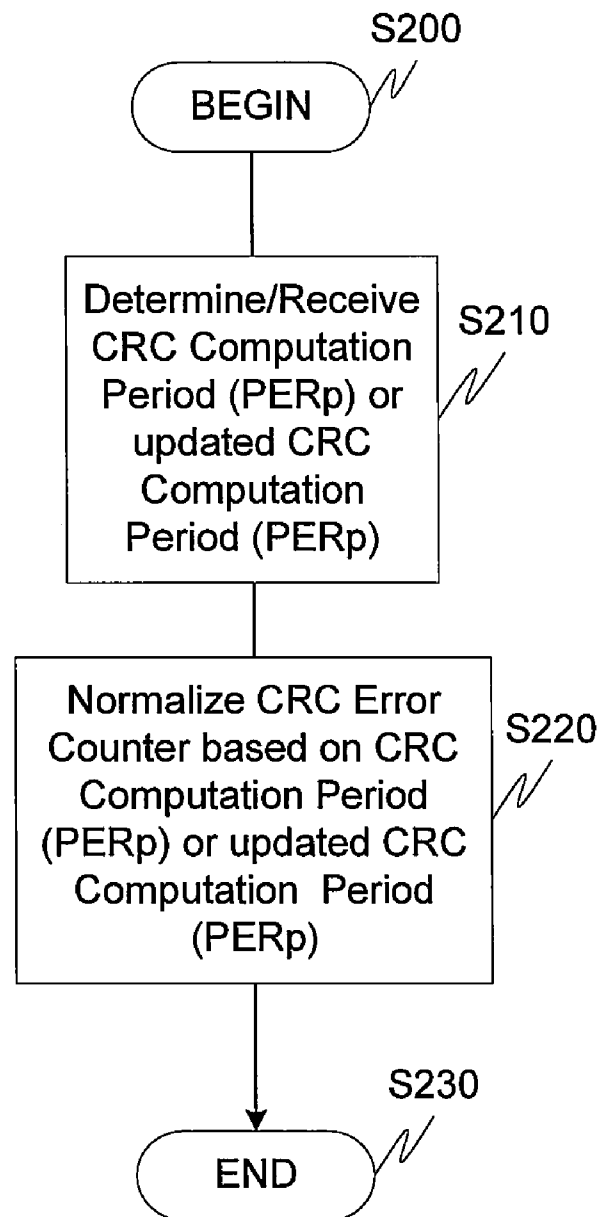 S200
BEGIN
Determine/Receive
CRC Computation
Period (PERp) or
updated CRC
Computation
Period (PERp)
S210
Normalize CRC Error
Counter based on CRC
Computation Period
(PERp) or updated CRC
Computation Period
(PERp)
S220
S230
END